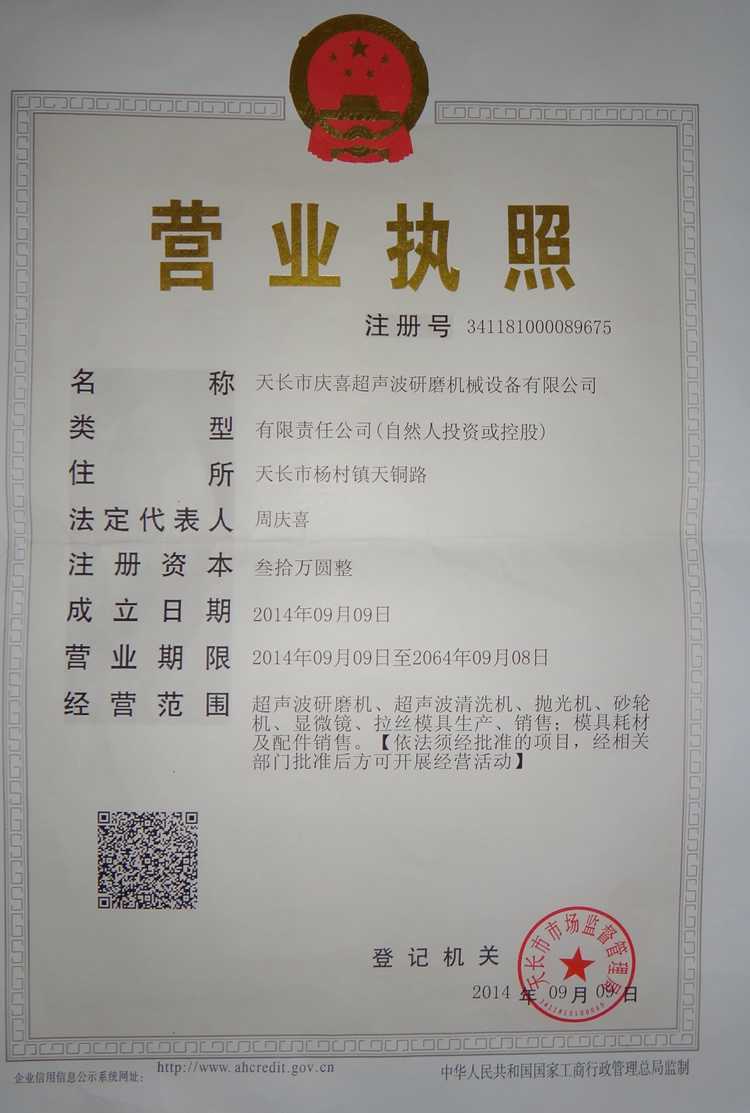 营业执照
注册号 341181000089675
名称 天长市庆喜超声波研磨机械设备有限公司
类型 有限责任公司(自然人投资或控股)
住所 天长市杨村镇天铜路
法定代表人 周庆喜
注册资本 叁拾万圆整
成立日期 2014年09月09日
营业期限 2014年09月09日至2064年09月08日
经营范围 超声波研磨机、超声波清洗机、抛光机、砂轮
机、显微镜、拉丝模具生产、销售；模具耗材
及配件销售。【依法须经批准的项目，经相关
部门批准后方可开展经营活动】
登记机关
天长市市场监督管理局
2014 年 09 月 09 日
3411810100069
企业信用信息公示系统网址： http://www.ahcredit.gov.cn
中华人民共和国国家工商行政管理总局监制